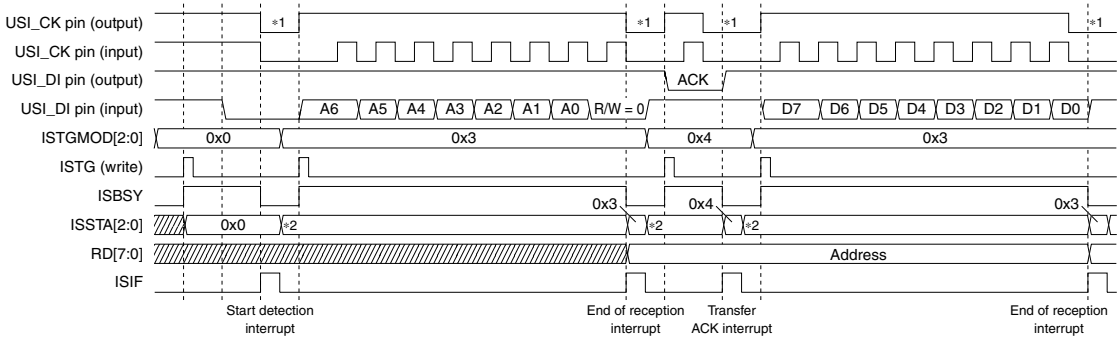 USI_CK pin (output) *1 *1 *1 *1
USI_CK pin (input)
USI_DI pin (output) ACK
USI_DI pin (input) A6 A5 A4 A3 A2 A1 A0 R/W = 0 D7 D6 D5 D4 D3 D2 D1 D0
ISTGMOD[2:0] 0x0 0x3 0x4 0x3
ISTG (write)
ISBSY
0x3 0x4 0x3
ISSTA[2:0] 0x0 *2 *2 *2
RD[7:0] Address
ISIF
Start detection interrupt
End of reception interrupt
Transfer ACK interrupt
End of reception interrupt